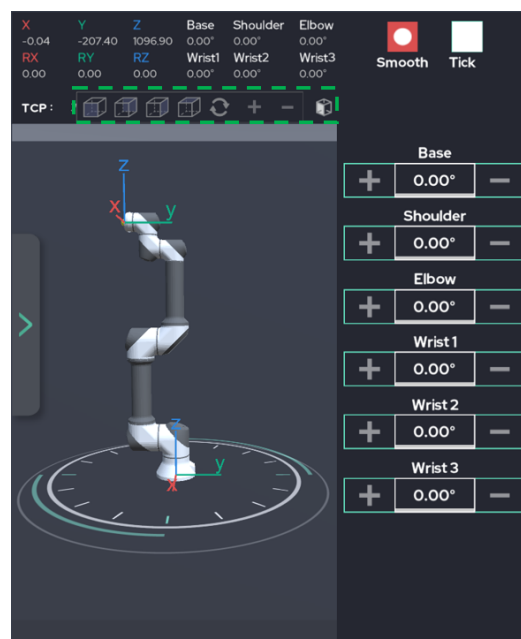 X Y Z Base Shoulder Elbow
-0.04 -207.40 1096.90 0.00° 0.00° 0.00°
RX RY RZ Wrist1 Wrist2 Wrist3
0.00 0.00 0.00 0.00° 0.00° 0.00°
Smooth Tick
TCP :
Base
+ 0.00° −
Shoulder
+ 0.00° −
Elbow
+ 0.00° −
Wrist 1
+ 0.00° −
Wrist 2
+ 0.00° −
Wrist 3
+ 0.00° −
z
x y
z
y
x